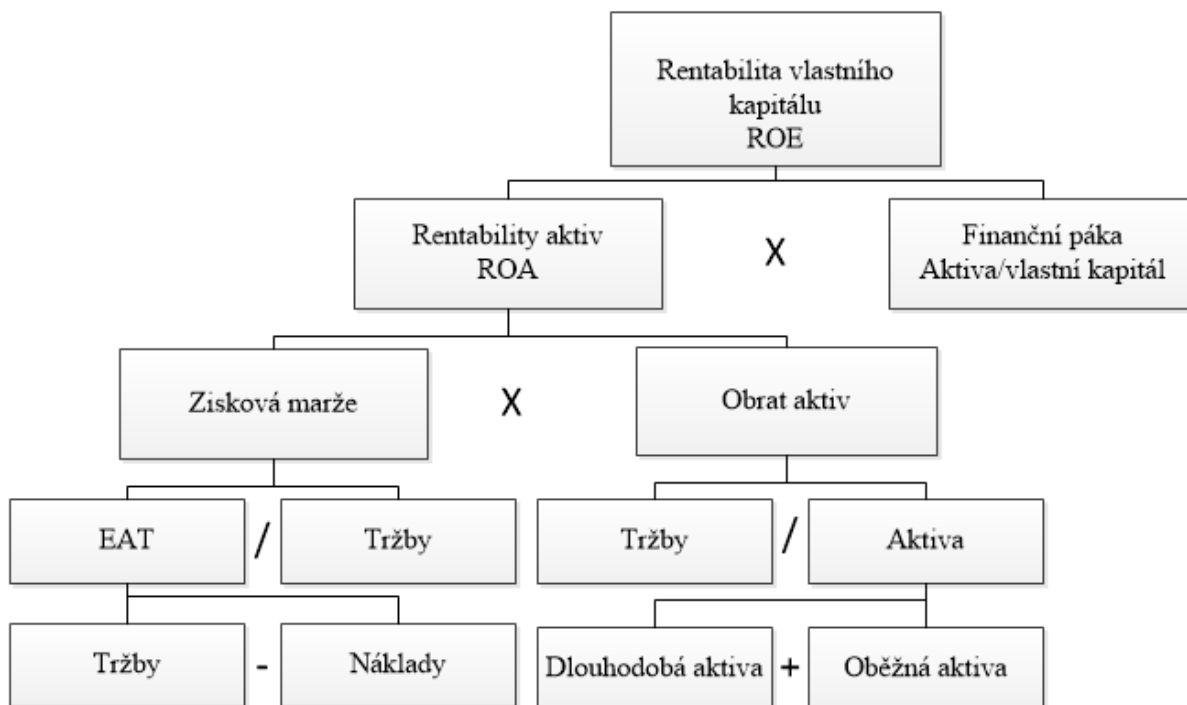 Rentabilita vlastního
kapitálu
ROE
Rentability aktiv
ROA
X
Finanční páka
Aktiva/vlastní kapitál
Zisková marže
X
Obrat aktiv
EAT
/
Tržby
Tržby
/
Aktiva
Tržby
-
Náklady
Dlouhodobá aktiva
+
Oběžná aktiva